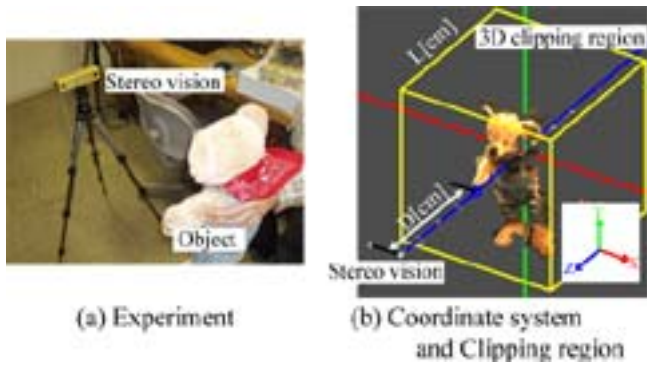 Stereo vision
Object
(a) Experiment
3D clipping region
L[cm]
D[cm]
Stereo vision
Y
X
Z
(b) Coordinate system
and Clipping region